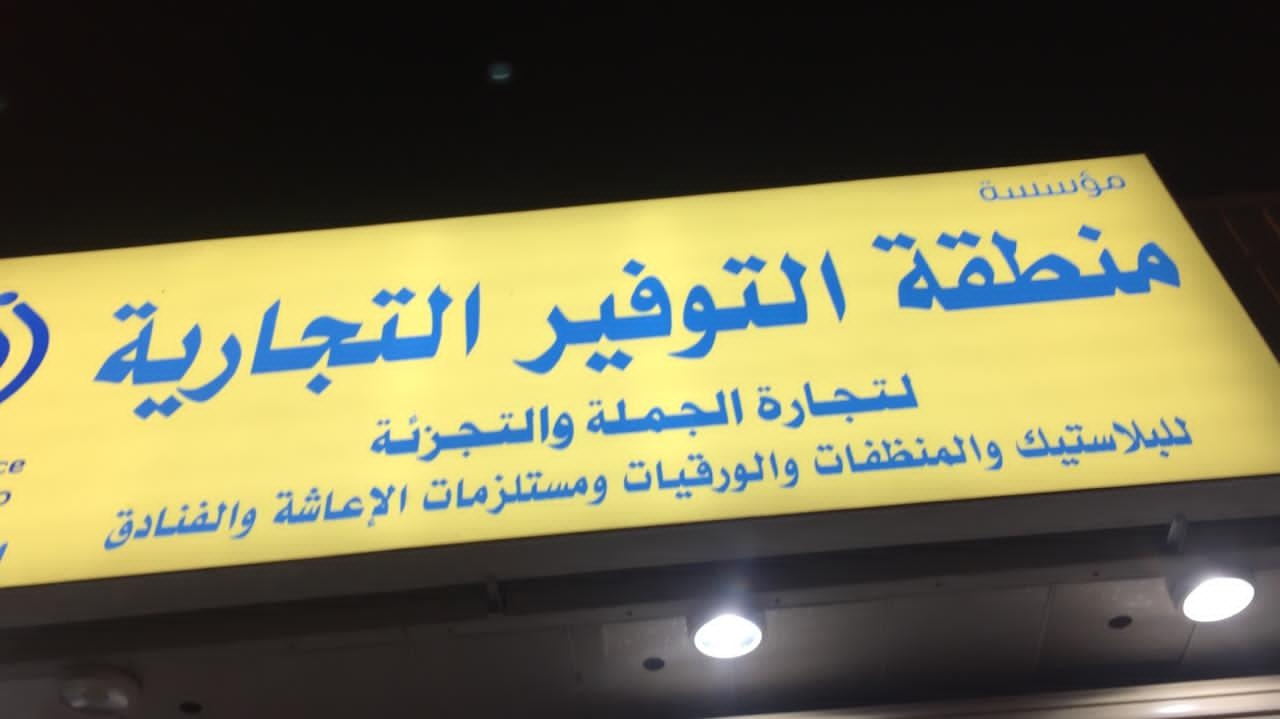 مؤسسة
منطقة التوفير التجارية
لتجارة الجملة والتجزئة
للبلاستيك والمنظفات والورقيات ومستلزمات الإعاشة والفنادق